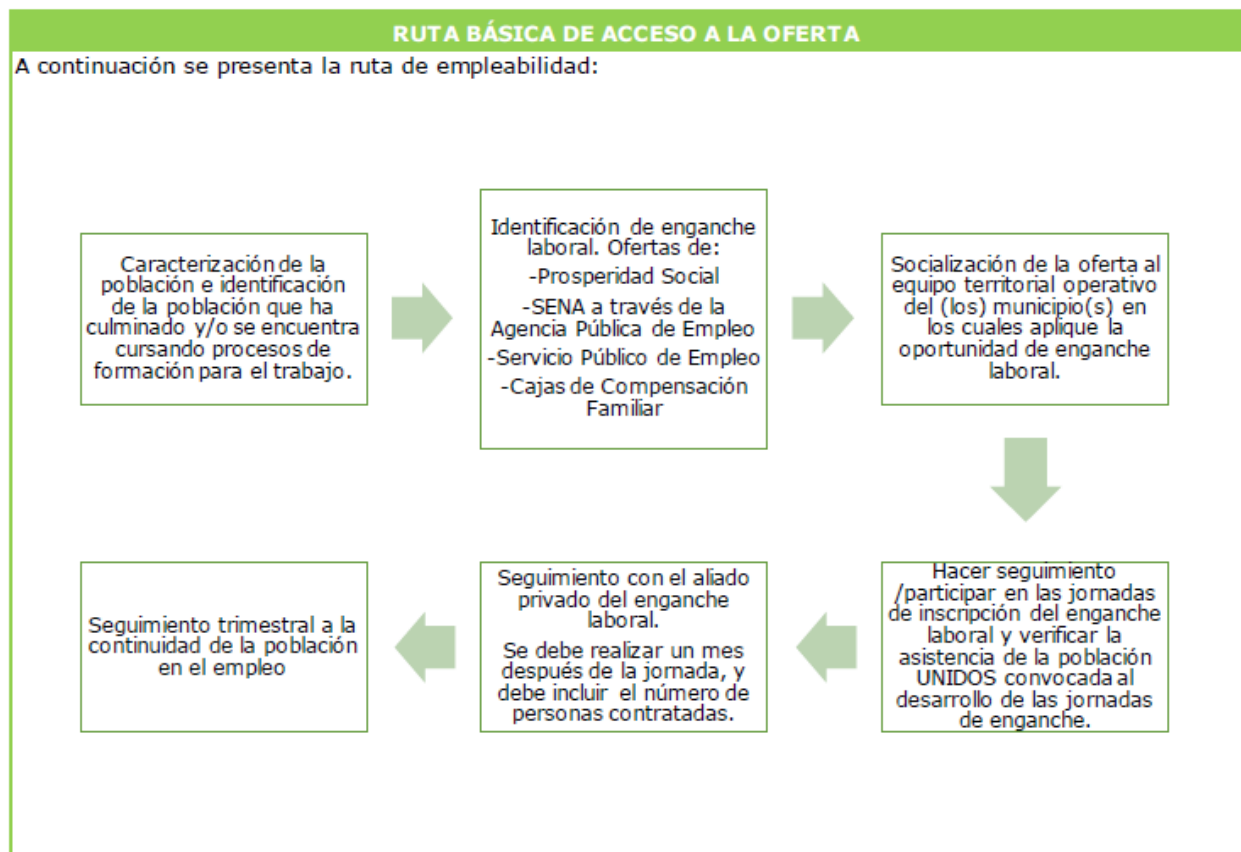 RUTA BÁSICA DE ACCESO A LA OFERTA
A continuación se presenta la ruta de empleabilidad:
Caracterización de la
población e identificación
de la población que ha
culminado y/o se encuentra
cursando procesos de
formación para el trabajo.
Identificación de enganche
laboral. Ofertas de:
-Prosperidad Social
-SENA a través de la
Agencia Pública de Empleo
-Servicio Público de Empleo
-Cajas de Compensación
Familiar
Socialización de la oferta al
equipo territorial operativo
del (los) municipio(s) en
los cuales aplique la
oportunidad de enganche
laboral.
Hacer seguimiento
/participar en las jornadas
de inscripción del enganche
laboral y verificar la
asistencia de la población
UNIDOS convocada al
desarrollo de las jornadas
de enganche.
Seguimiento con el aliado
privado del enganche
laboral.
Se debe realizar un mes
después de la jornada, y
debe incluir el número de
personas contratadas.
Seguimiento trimestral a la
continuidad de la población
en el empleo